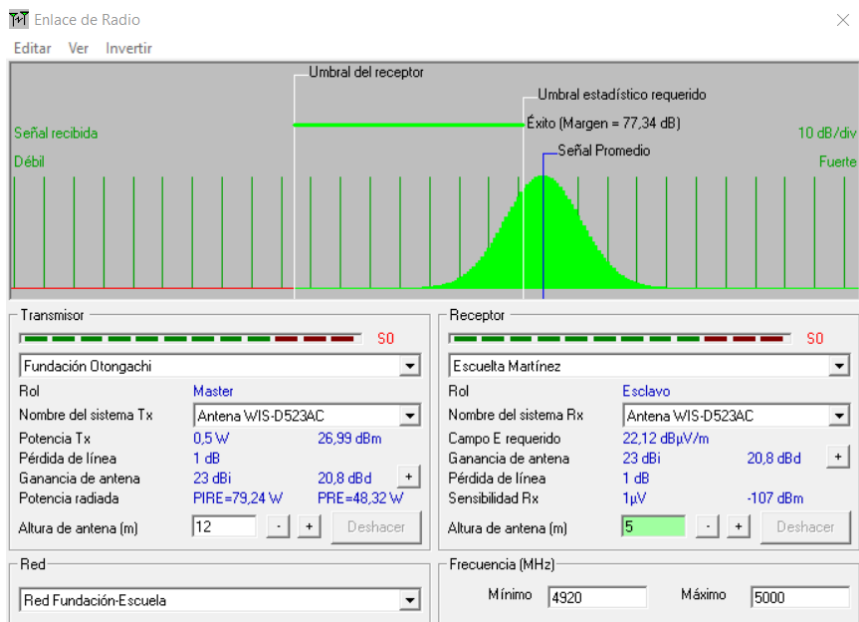 Enlace de Radio
Editar Ver Invertir
Umbral del receptor
Umbral estadístico requerido
Éxito (Margen = 77,34 dB)
Señal recibida
10 dB/div
Señal Promedio
Débil
Fuerte
Transmisor
S0
Fundación Otongachi
Rol Master
Nombre del sistema Tx Antena WIS-D523AC
Potencia Tx 0,5 W 26,99 dBm
Pérdida de línea 1 dB
Ganancia de antena 23 dBi 20,8 dBd +
Potencia radiada PIRE=79,24 W PRE=48,32 W
Altura de antena (m) 12 - + Deshacer
Receptor
S0
Escuelta Martínez
Rol Esclavo
Nombre del sistema Rx Antena WIS-D523AC
Campo E requerido 22,12 dBµV/m
Ganancia de antena 23 dBi 20,8 dBd +
Pérdida de línea 1 dB
Sensibilidad Rx 1µV -107 dBm
Altura de antena (m) 5 - + Deshacer
Red
Red Fundación-Escuela
Frecuencia (MHz)
Mínimo 4920 Máximo 5000